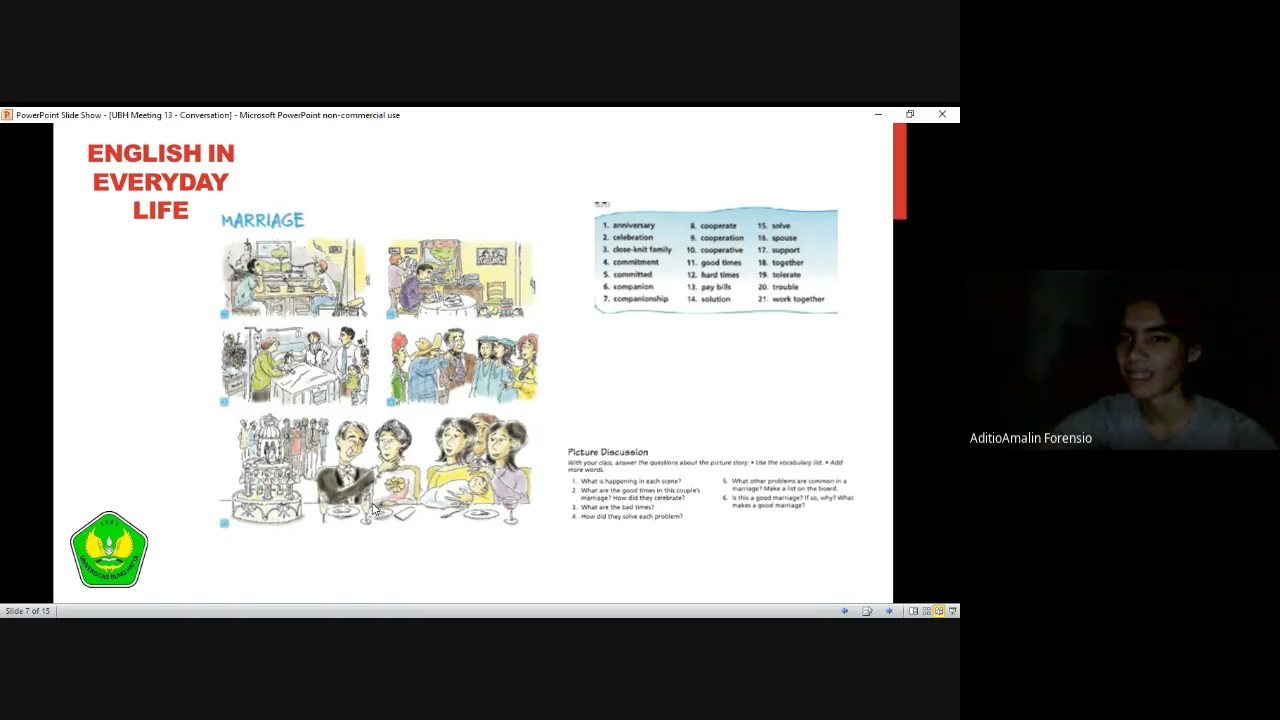 PowerPoint Slide Show - [UBH Meeting 13 - Conversation] - Microsoft PowerPoint non-commercial use
ENGLISH IN
EVERYDAY
LIFE
MARRIAGE
1. anniversary
2. celebration
3. close-knit family
4. commitment
5. committed
6. companion
7. companionship
8. cooperate
9. cooperation
10. cooperative
11. good times
12. hard times
13. pay bills
14. solution
15. solve
16. spouse
17. support
18. together
19. tolerate
20. trouble
21. work together
Picture Discussion
With your class, answer the questions about the picture story. • Use the vocabulary list. • Add
more words.
1. What is happening in each scene?
2 What are the good times in this couple's
marriage? How did they celebrate?
3. What are the bad times?
4. How did they solve each problem?
5. What other problems are common in a
marriage? Make a list on the board.
6. Is this a good marriage? If so, why? What
makes a good marriage?
1981
UNIVERSITAS BUNG HATTA
AditioAmalin Forensio
Slide 7 of 15